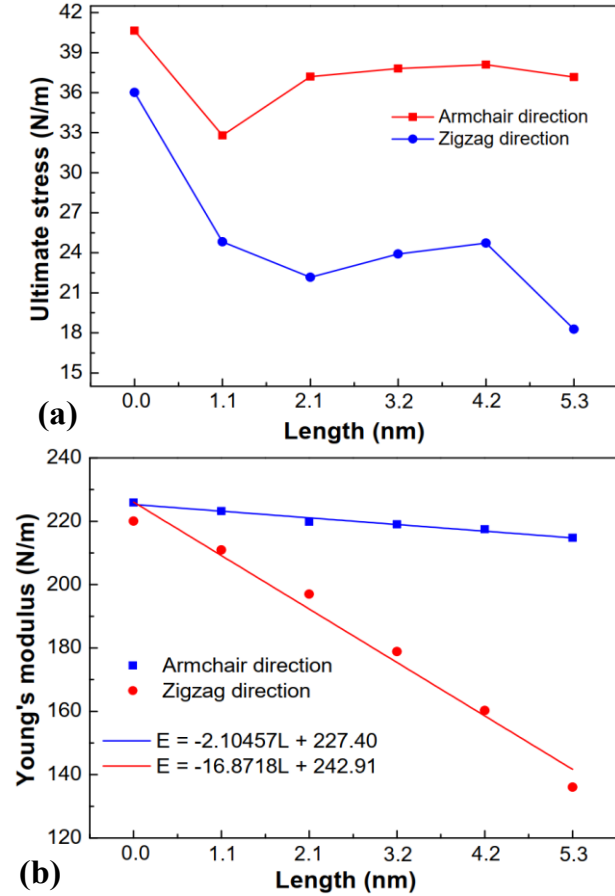 42
39
36
33
30
27
24
21
18
15
Ultimate stress (N/m)
Armchair direction
Zigzag direction
0.0 1.1 2.1 3.2 4.2 5.3
Length (nm)
(a)
240
220
200
180
160
140
120
Young's modulus (N/m)
Armchair direction
Zigzag direction
E = -2.10457L + 227.40
E = -16.8718L + 242.91
0.0 1.1 2.1 3.2 4.2 5.3
Length (nm)
(b)